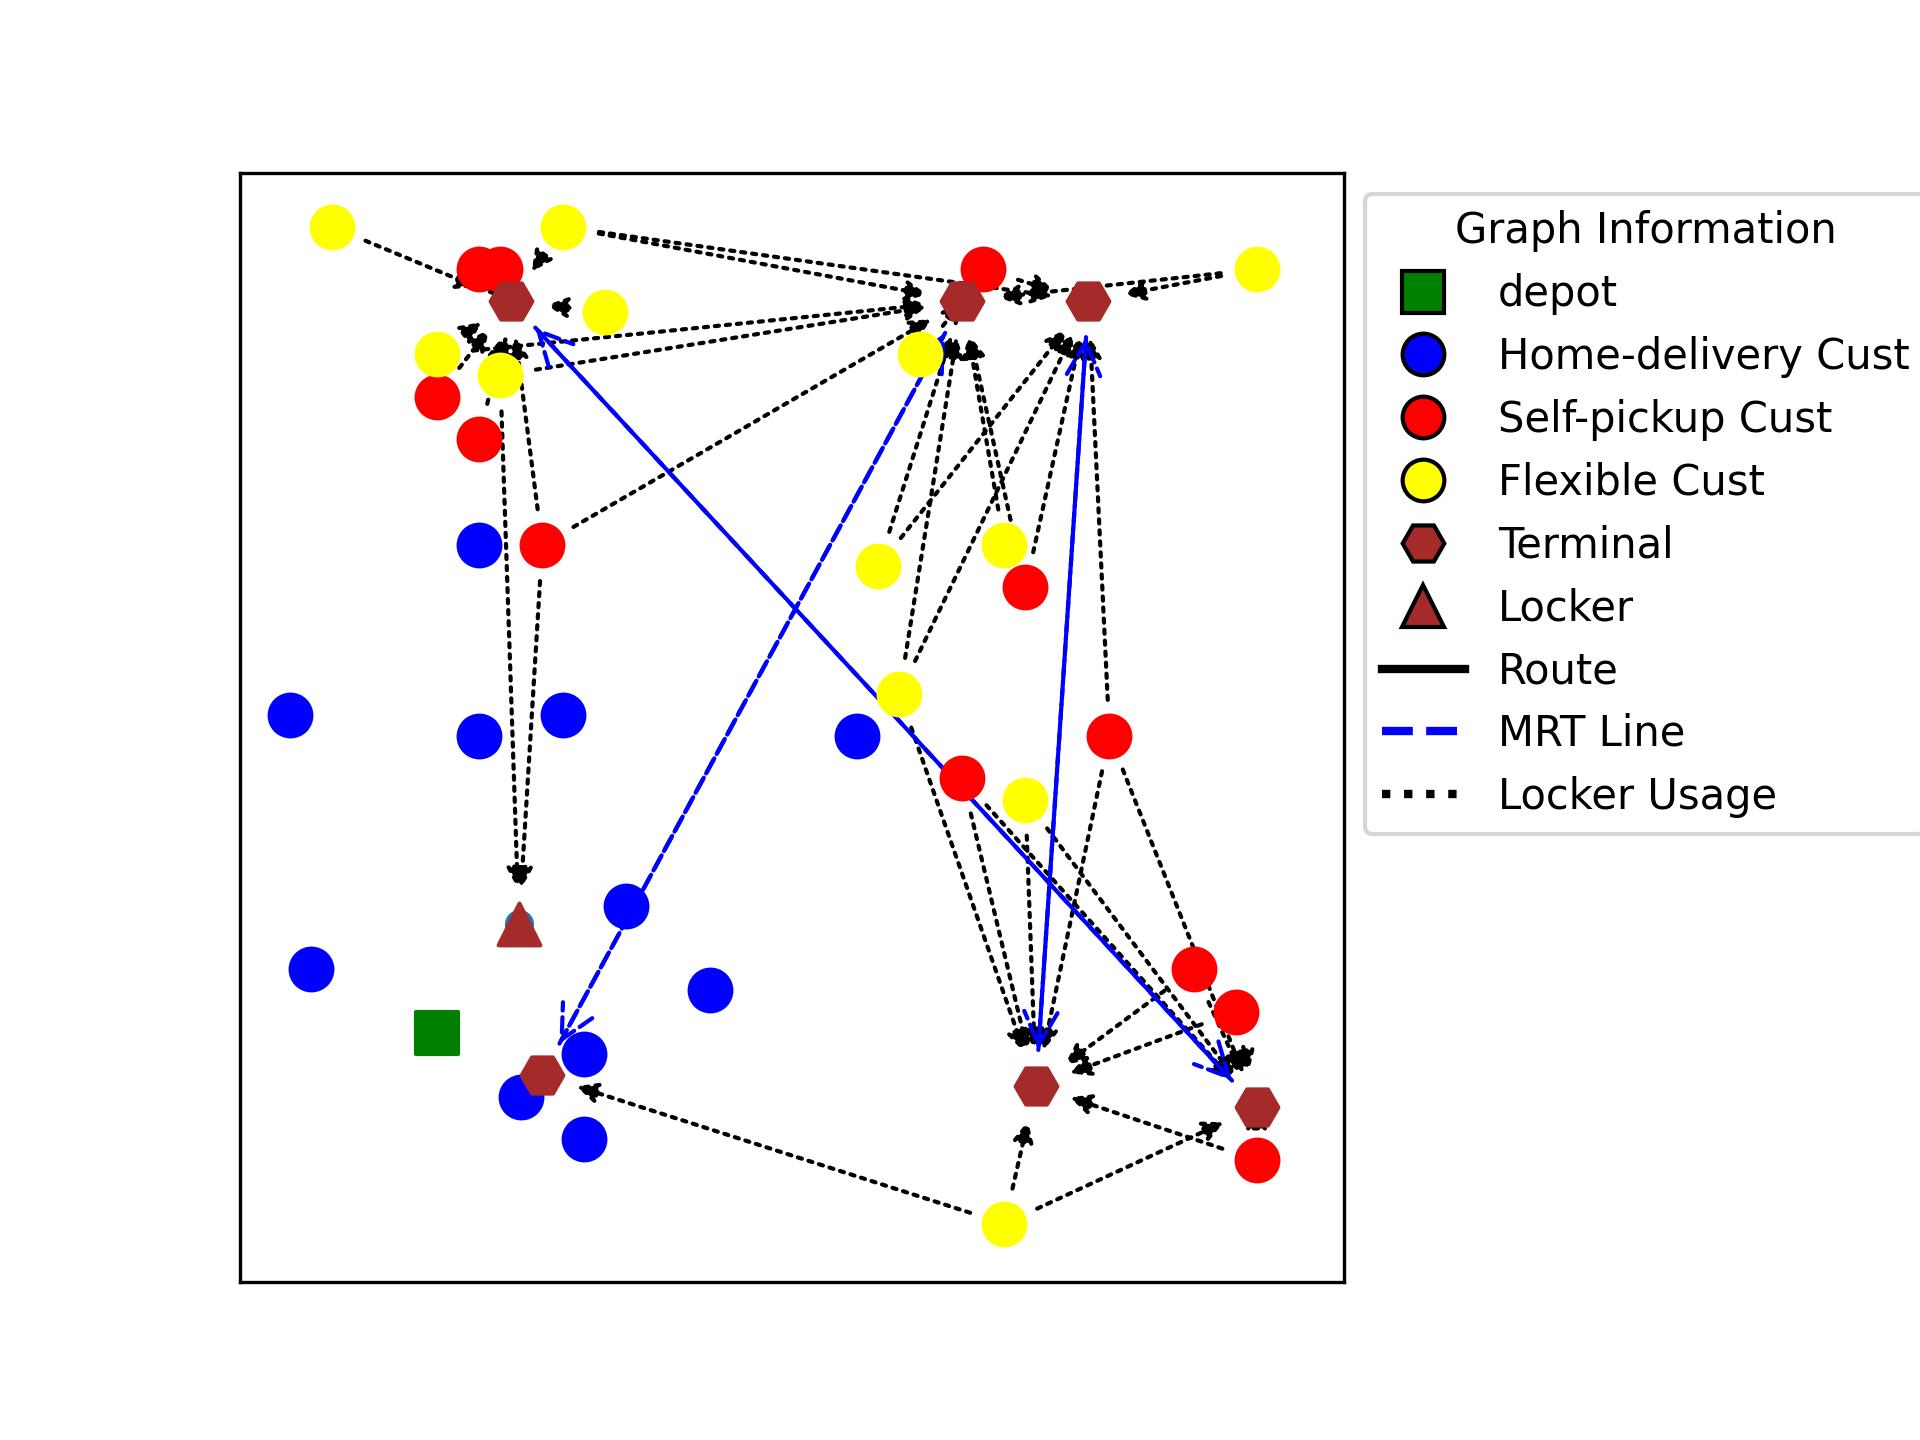 Graph Information
depot
Home-delivery Cust
Self-pickup Cust
Flexible Cust
Terminal
Locker
Route
MRT Line
Locker Usage